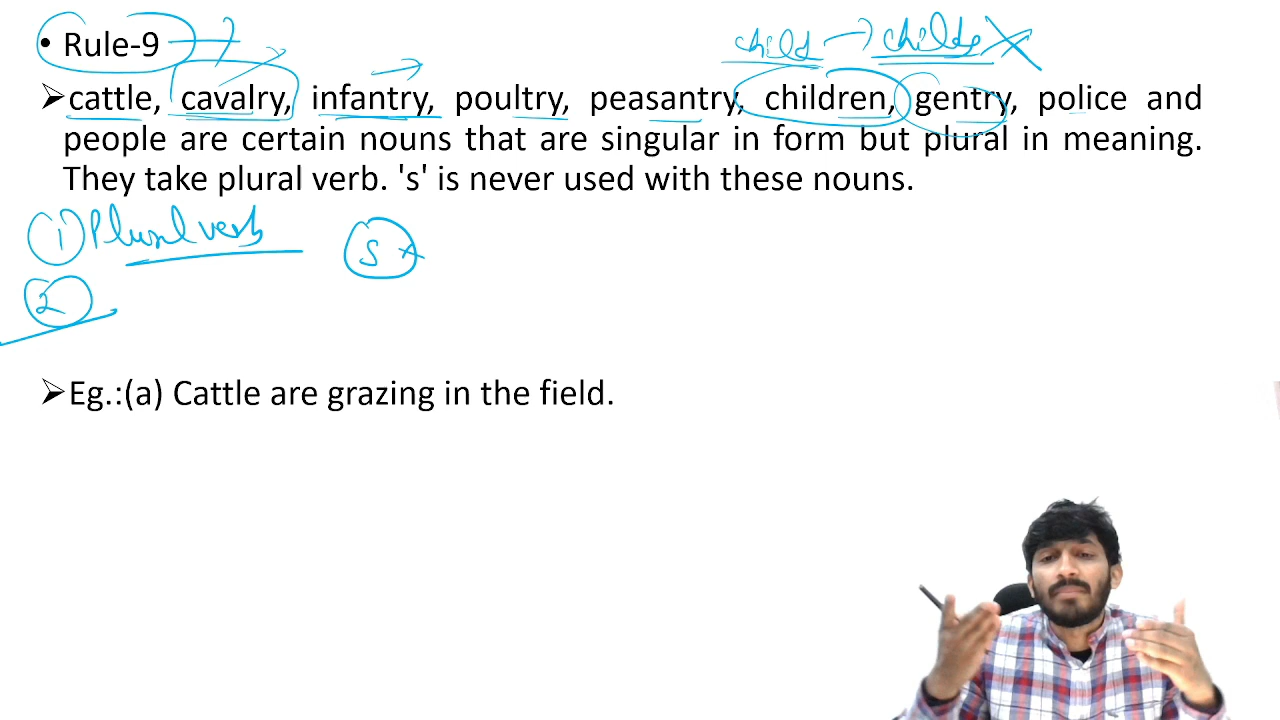 • Rule-9
child → childs
➢cattle, cavalry, infantry, poultry, peasantry, children, gentry, police and
people are certain nouns that are singular in form but plural in meaning.
They take plural verb. 's' is never used with these nouns.
① Plural verb
s ×
②
➢Eg.:(a) Cattle are grazing in the field.